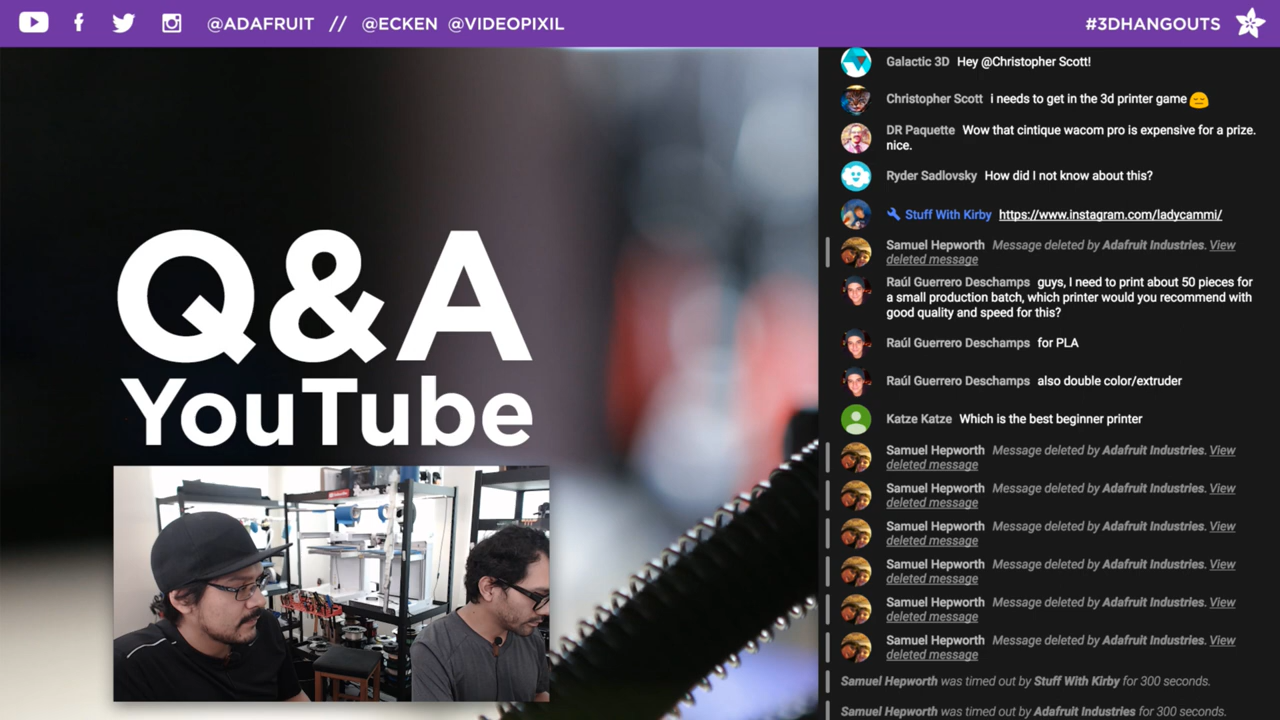 @ADAFRUIT // @ECKEN @VIDEOPIXIL
#3DHANGOUTS
Q&A
YouTube
Galactic 3D Hey @Christopher Scott!
Christopher Scott i needs to get in the 3d printer game 😔
DR Paquette Wow that cintique wacom pro is expensive for a prize.
nice.
Ryder Sadlovsky How did I not know about this?
Stuff With Kirby https://www.instagram.com/ladycammi/
Samuel Hepworth Message deleted by Adafruit Industries. View
deleted message
Raúl Guerrero Deschamps guys, I need to print about 50 pieces for
a small production batch, which printer would you recommend with
good quality and speed for this?
Raúl Guerrero Deschamps for PLA
Raúl Guerrero Deschamps also double color/extruder
Katze Katze Which is the best beginner printer
Samuel Hepworth Message deleted by Adafruit Industries. View
deleted message
Samuel Hepworth Message deleted by Adafruit Industries. View
deleted message
Samuel Hepworth Message deleted by Adafruit Industries. View
deleted message
Samuel Hepworth Message deleted by Adafruit Industries. View
deleted message
Samuel Hepworth Message deleted by Adafruit Industries. View
deleted message
Samuel Hepworth Message deleted by Adafruit Industries. View
deleted message
Samuel Hepworth was timed out by Stuff With Kirby for 300 seconds.
Samuel Hepworth was timed out by Adafruit Industries for 300 seconds.